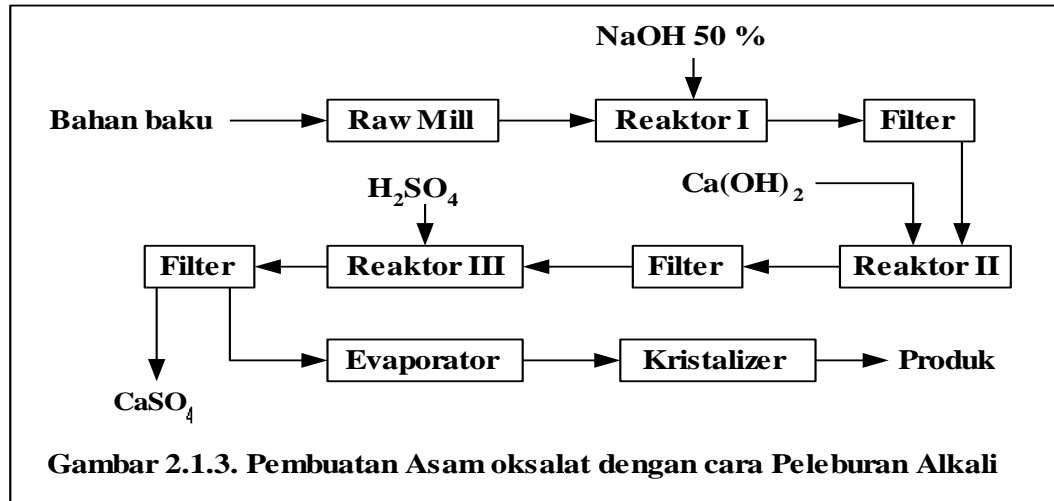 NaOH 50 %
Bahan baku Raw Mill Reaktor I Filter
Ca(OH)₂
H₂SO₄
Filter Reaktor III Filter Reaktor II
Evaporator Kristalizer Produk
CaSO₄
Gambar 2.1.3. Pembuatan Asam oksalat dengan cara Peleburan Alkali